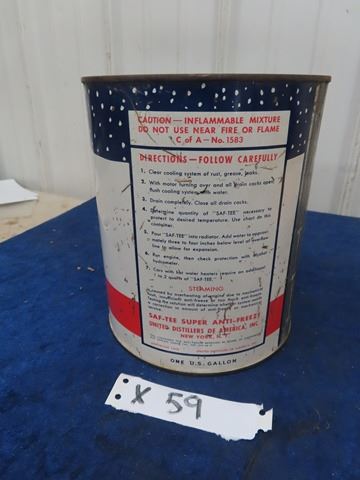 CAUTION — INFLAMMABLE MIXTURE
DO NOT USE NEAR FIRE OR FLAME
C of A — No. 1583
DIRECTIONS — FOLLOW CAREFULLY
1. Clear cooling system of rust, grease, leaks.
2. With motor turning over and all drain cocks open flush cooling system with water.
3. Drain completely. Close all drain cocks.
4. Determine quantity of "SAF-TEE" necessary to
protect to desired temperature. Use chart on this
container.
5. Pour "SAF-TEE" into radiator. Add water to approxi-
mately three to four inches below level of overflow
line to allow for expansion.
6. Run engine, then check protection with
hydrometer.
7. Cars with hot water heaters require an additional
1 to 2 quarts of "SAF-TEE."
STEAMING
SAF-TEE SUPER ANTI-FREEZE
UNITED DISTILLERS OF AMERICA, INC.
NEW YORK, N. Y.
ONE U.S. GALLON
X 59